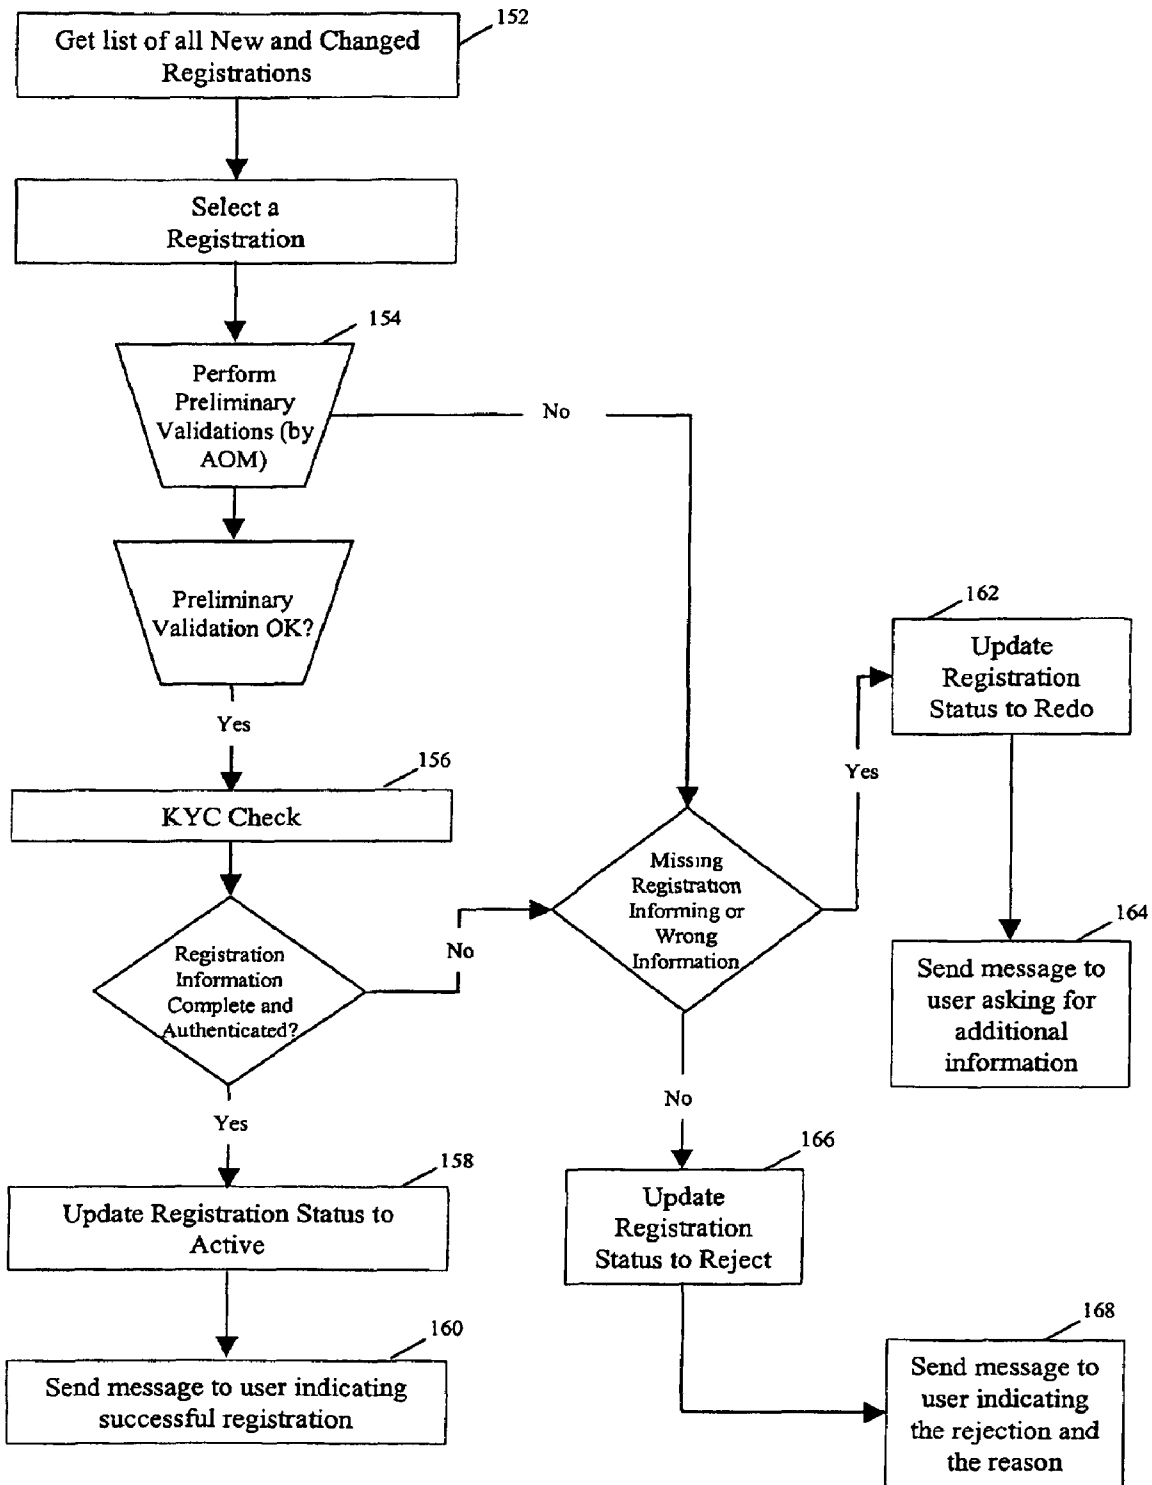 152
Get list of all New and Changed
Registrations
Select a
Registration
154
Perform
Preliminary
Validations (by
AOM)
No
Preliminary
Validation OK?
Yes
156
KYC Check
Registration
Information
Complete and
Authenticated?
No
Missing
Registration
Informing or
Wrong
Information
Yes
162
Update
Registration
Status to Redo
164
Send message to
user asking for
additional
information
Yes
158
Update Registration Status to
Active
160
Send message to user indicating
successful registration
No
166
Update
Registration
Status to Reject
168
Send message to
user indicating
the rejection and
the reason